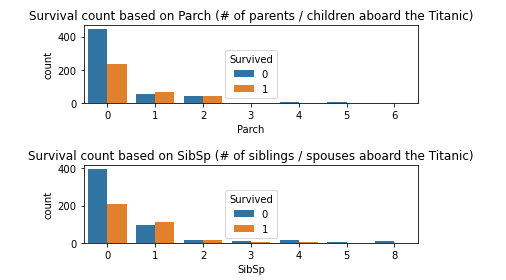 Survival count based on Parch (# of parents / children aboard the Titanic)
400
200
0
count
Survived
0
1
0 1 2 3 4 5 6
Parch
Survival count based on SibSp (# of siblings / spouses aboard the Titanic)
400
200
0
count
Survived
0
1
0 1 2 3 4 5 8
SibSp